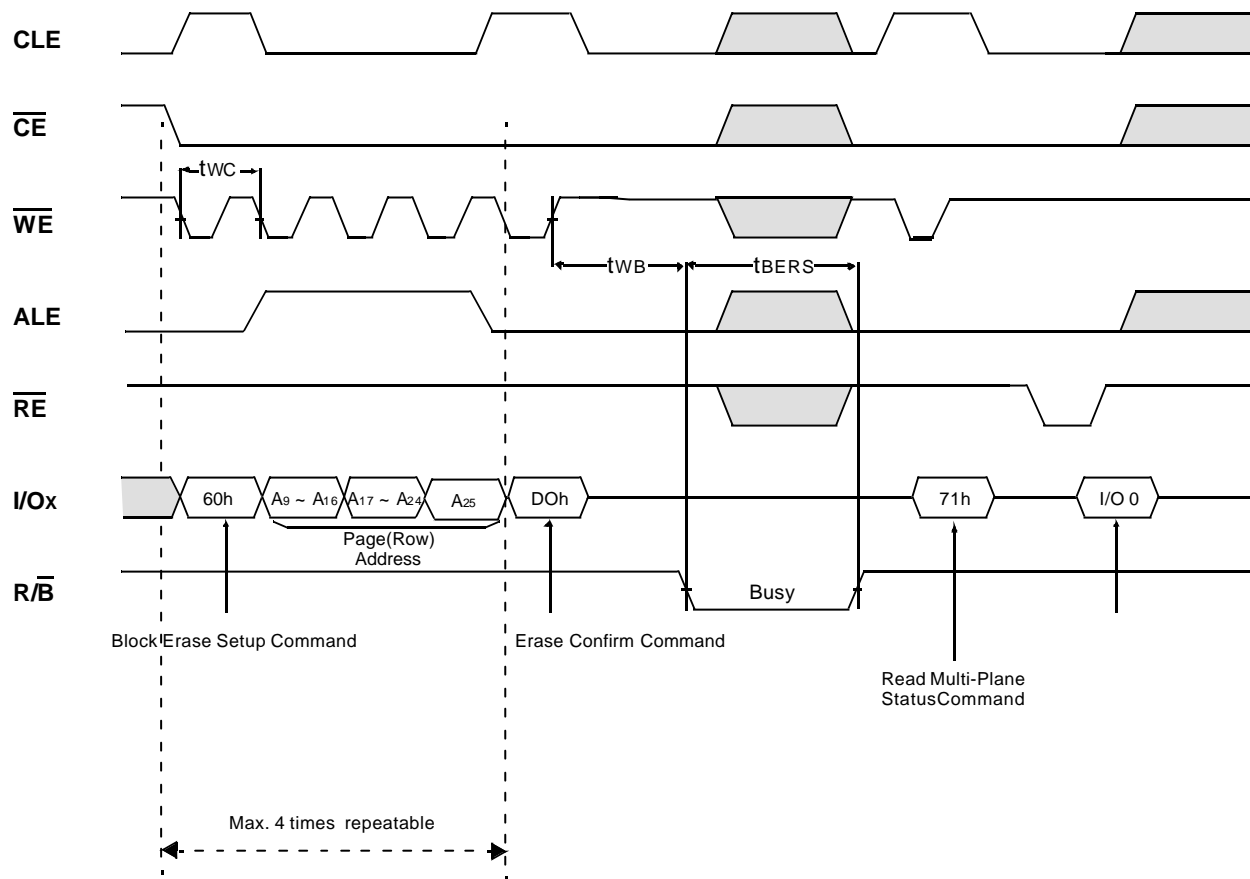 CLE
CE
tWC
WE
tWB
tBERS
ALE
RE
I/Ox
60h
A9 ~ A16
A17 ~ A24
A25
DOh
71h
I/O 0
Page(Row)
Address
R/B
Busy
Block Erase Setup Command
Erase Confirm Command
Read Multi-Plane
StatusCommand
Max. 4 times repeatable